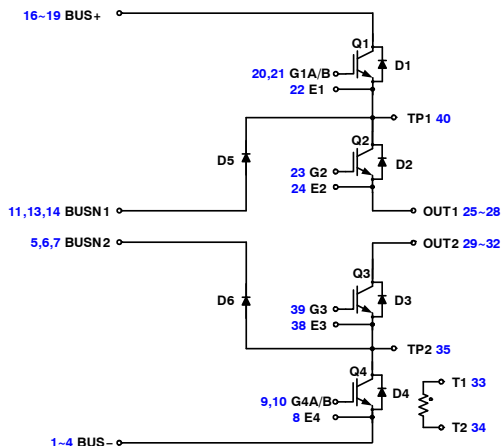 16~19 BUS+
Q1
D1
20,21 G1A/B
22 E1
TP1 40
Q2
D5
D2
23 G2
24 E2
11,13,14 BUSN1
OUT1 25~28
5,6,7 BUSN2
OUT2 29~32
Q3
D6
D3
39 G3
38 E3
TP2 35
Q4
D4
T1 33
9,10 G4A/B
8 E4
T2 34
1~4 BUS−